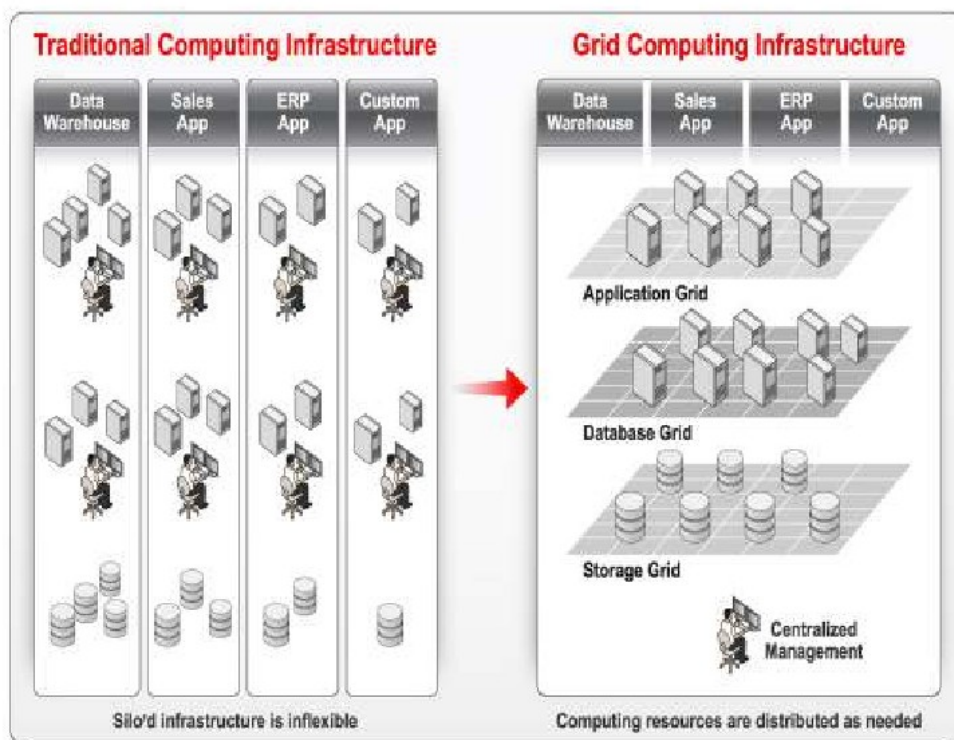 Traditional Computing Infrastructure
Data
Warehouse
Sales
App
ERP
App
Custom
App
Silo'd infrastructure is inflexible
Grid Computing Infrastructure
Data
Warehouse
Sales
App
ERP
App
Custom
App
Application Grid
Database Grid
Storage Grid
Centralized
Management
Computing resources are distributed as needed